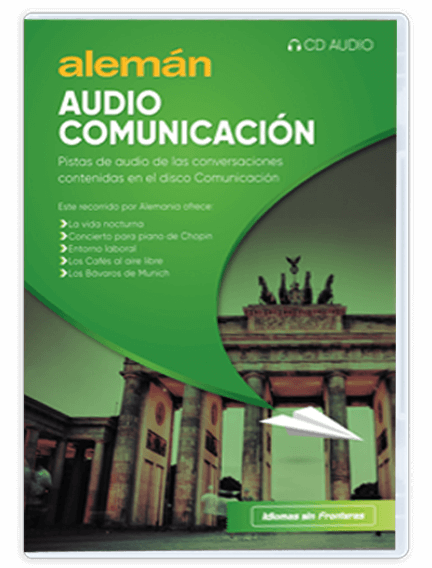 CD AUDIO
alemán
AUDIO
COMUNICACIÓN
Pistas de audio de las conversaciones
contenidas en el disco Comunicación
Este recorrido por Alemania ofrece:
La vida nocturna
Concierto para piano de Chopin
Entorno laboral
Los Cafés al aire libre
Los Bávaros de Munich
Idiomas sin Fronteras